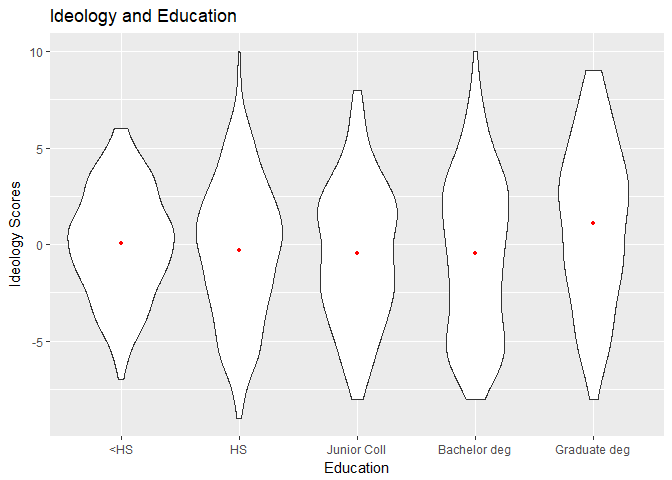 Ideology and Education
Ideology Scores
10
5
0
-5
<HS
HS
Junior Coll
Bachelor deg
Graduate deg
Education